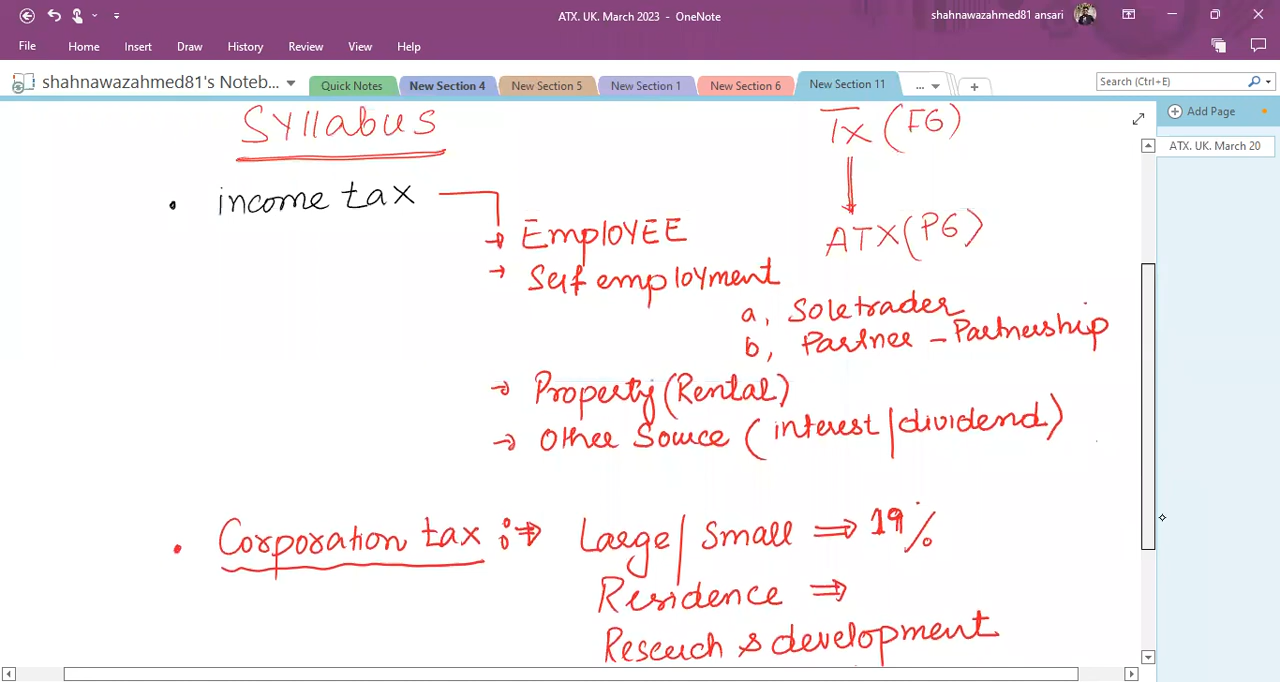 ATX. UK. March 2023 - OneNote
shahnawazahmed81 ansari
File Home Insert Draw History Review View Help
shahnawazahmed81's Noteb...
Quick Notes New Section 4 New Section 5 New Section 1 New Section 6 New Section 11 ...
Search (Ctrl+E)
Add Page
ATX. UK. March 20
Syllabus
Tx (FG)
ATX (PG)
• income tax
→ EmployEE
→ Self employment
a, Soletrader
b, Partner - Partnership
→ Property (Rental)
→ Other Source (interest/dividend)
• Corporation tax :⇒ Large/Small ⇒ 19%
Residence ⇒
Research & development